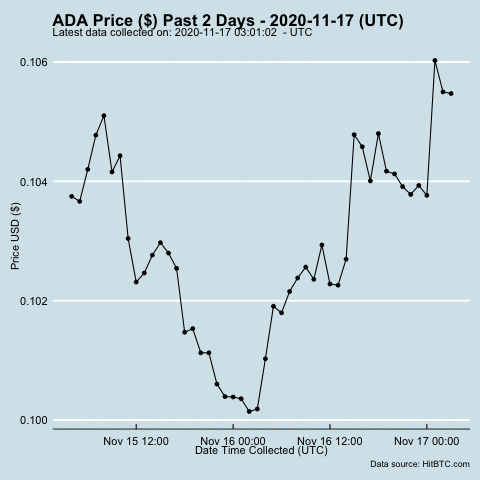 ADA Price ($) Past 2 Days - 2020-11-17 (UTC)
Latest data collected on: 2020-11-17 03:01:02 - UTC
0.106
0.104
0.102
0.100
Price USD ($)
Nov 15 12:00 Nov 16 00:00 Nov 16 12:00 Nov 17 00:00
Date Time Collected (UTC)
Data source: HitBTC.com